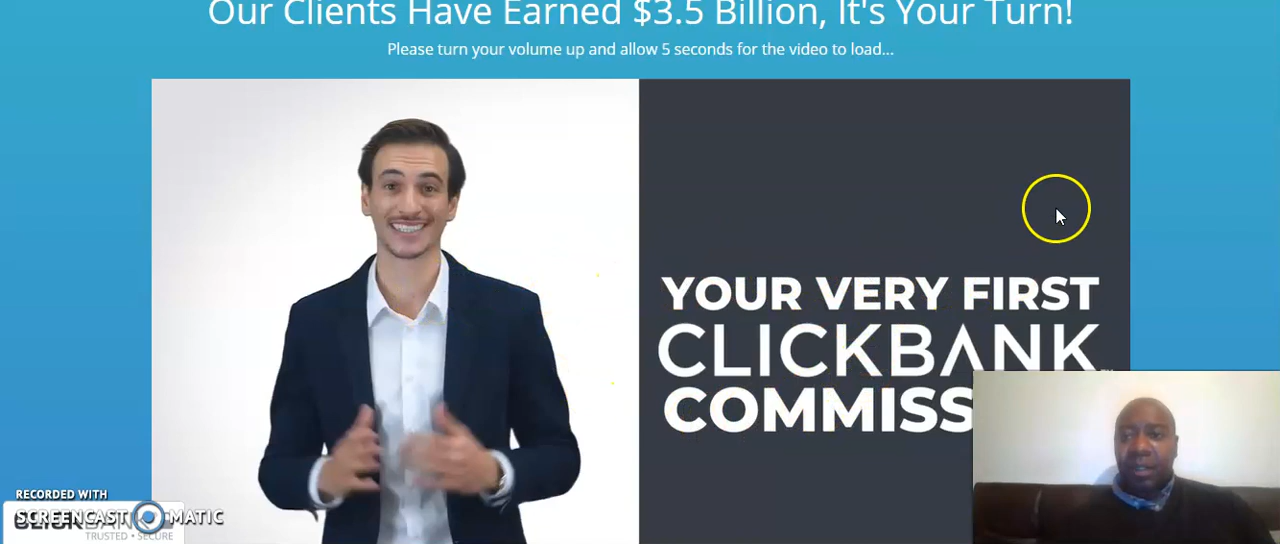 Our Clients Have Earned $3.5 Billion, It's Your Turn!
Please turn your volume up and allow 5 seconds for the video to load...
YOUR VERY FIRST
CLICKBANK
COMMISS
RECORDED WITH
SCREENCAST MATIC
CLICKBANK
TRUSTED • SECURE